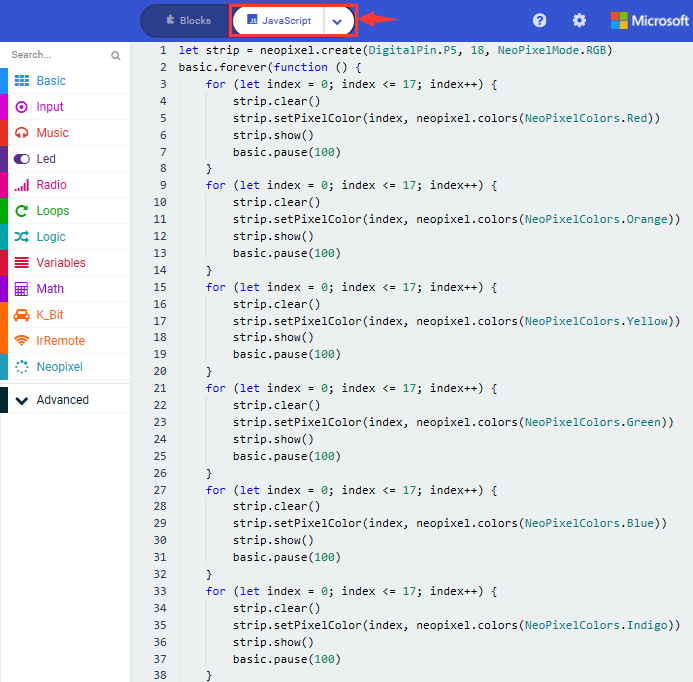 Blocks
JavaScript
Microsoft
Search...
Basic
Input
Music
Led
Radio
Loops
Logic
Variables
Math
K_Bit
IrRemote
Neopixel
Advanced
1 let strip = neopixel.create(DigitalPin.P5, 18, NeoPixelMode.RGB)
2 basic.forever(function () {
3 for (let index = 0; index <= 17; index++) {
4 strip.clear()
5 strip.setPixelColor(index, neopixel.colors(NeoPixelColors.Red))
6 strip.show()
7 basic.pause(100)
8 }
9 for (let index = 0; index <= 17; index++) {
10 strip.clear()
11 strip.setPixelColor(index, neopixel.colors(NeoPixelColors.Orange))
12 strip.show()
13 basic.pause(100)
14 }
15 for (let index = 0; index <= 17; index++) {
16 strip.clear()
17 strip.setPixelColor(index, neopixel.colors(NeoPixelColors.Yellow))
18 strip.show()
19 basic.pause(100)
20 }
21 for (let index = 0; index <= 17; index++) {
22 strip.clear()
23 strip.setPixelColor(index, neopixel.colors(NeoPixelColors.Green))
24 strip.show()
25 basic.pause(100)
26 }
27 for (let index = 0; index <= 17; index++) {
28 strip.clear()
29 strip.setPixelColor(index, neopixel.colors(NeoPixelColors.Blue))
30 strip.show()
31 basic.pause(100)
32 }
33 for (let index = 0; index <= 17; index++) {
34 strip.clear()
35 strip.setPixelColor(index, neopixel.colors(NeoPixelColors.Indigo))
36 strip.show()
37 basic.pause(100)
38 }